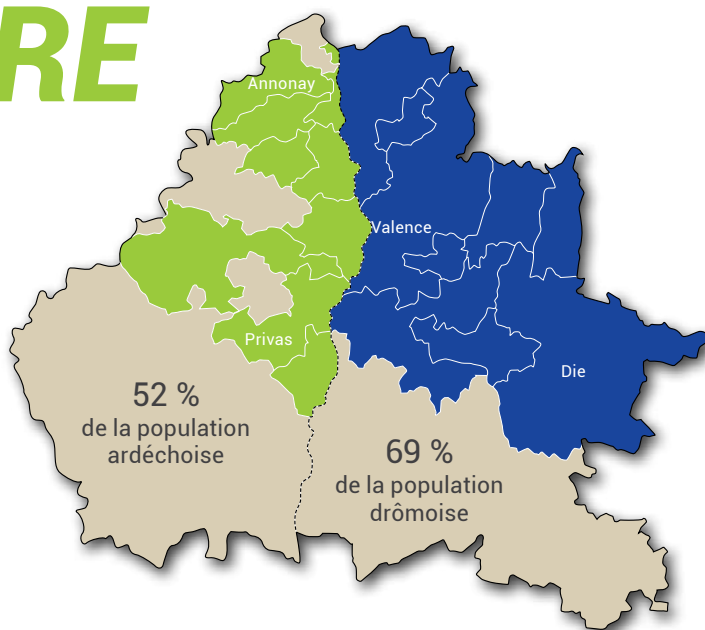 RE
Annonay
Valence
Privas
Die
52 %
de la population
ardéchoise
69 %
de la population
drômoise